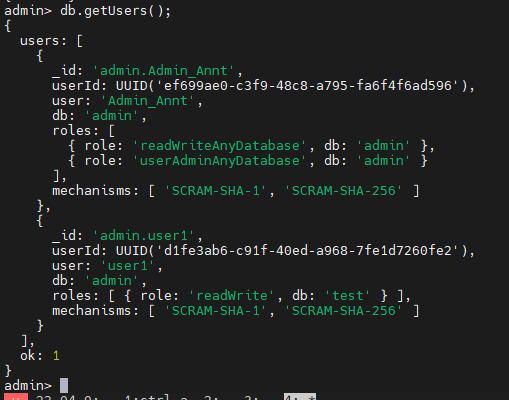 admin> db.getUsers();
{
  users: [
    {
      _id: 'admin.Admin_Annt',
      userId: UUID('ef699ae0-c3f9-48c8-a795-fa6f4f6ad596'),
      user: 'Admin_Annt',
      db: 'admin',
      roles: [
        { role: 'readWriteAnyDatabase', db: 'admin' },
        { role: 'userAdminAnyDatabase', db: 'admin' }
      ],
      mechanisms: [ 'SCRAM-SHA-1', 'SCRAM-SHA-256' ]
    },
    {
      _id: 'admin.user1',
      userId: UUID('d1fe3ab6-c91f-40ed-a968-7fe1d7260fe2'),
      user: 'user1',
      db: 'admin',
      roles: [ { role: 'readWrite', db: 'test' } ],
      mechanisms: [ 'SCRAM-SHA-1', 'SCRAM-SHA-256' ]
    }
  ],
  ok: 1
}
admin>